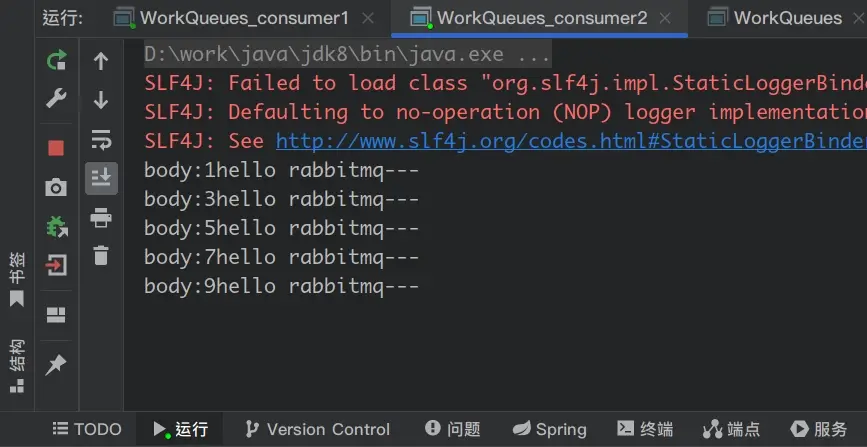 运行: WorkQueues_consumer1 WorkQueues_consumer2 WorkQueues
D:\work\java\jdk8\bin\java.exe ...
SLF4J: Failed to load class "org.slf4j.impl.StaticLoggerBinde
SLF4J: Defaulting to no-operation (NOP) logger implementation
SLF4J: See http://www.slf4j.org/codes.html#StaticLoggerBinder
body:1hello rabbitmq---
body:3hello rabbitmq---
body:5hello rabbitmq---
body:7hello rabbitmq---
body:9hello rabbitmq---
书签
结构
TODO 运行 Version Control 问题 Spring 终端 端点 服务